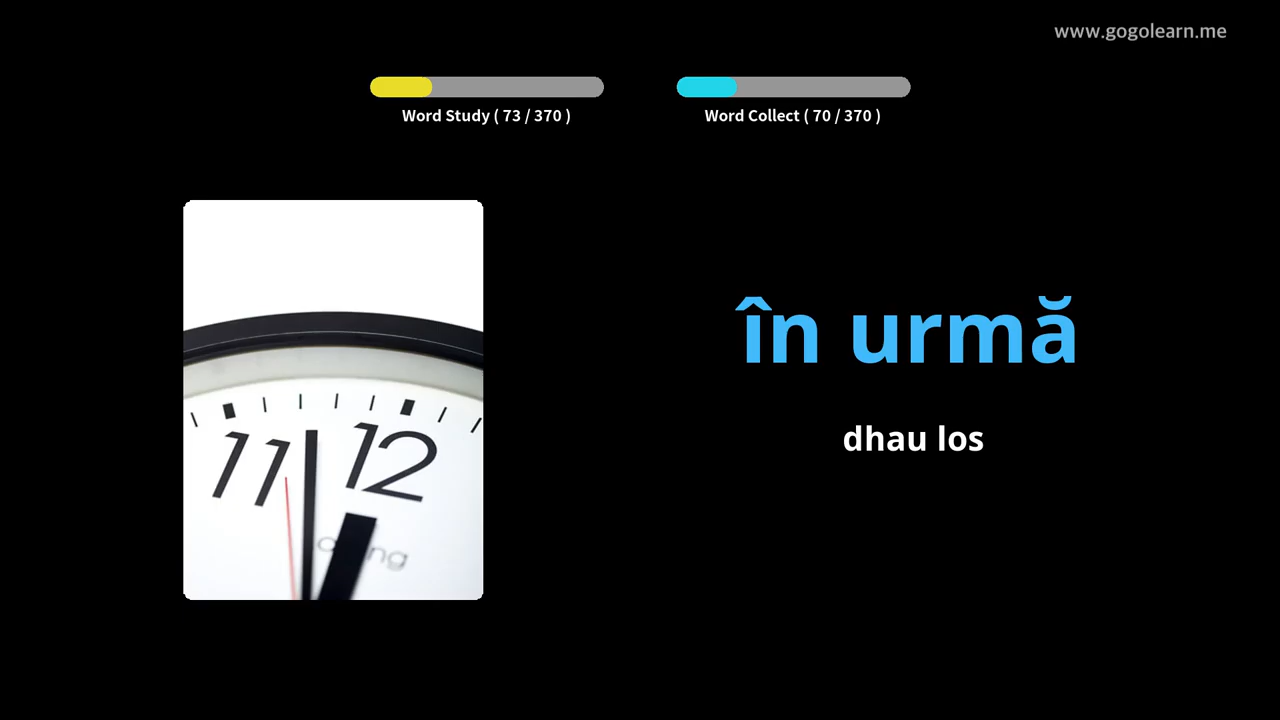 www.gogolearn.me
Word Study ( 73 / 370 )
Word Collect ( 70 / 370 )
în urmă
dhau los
11
12